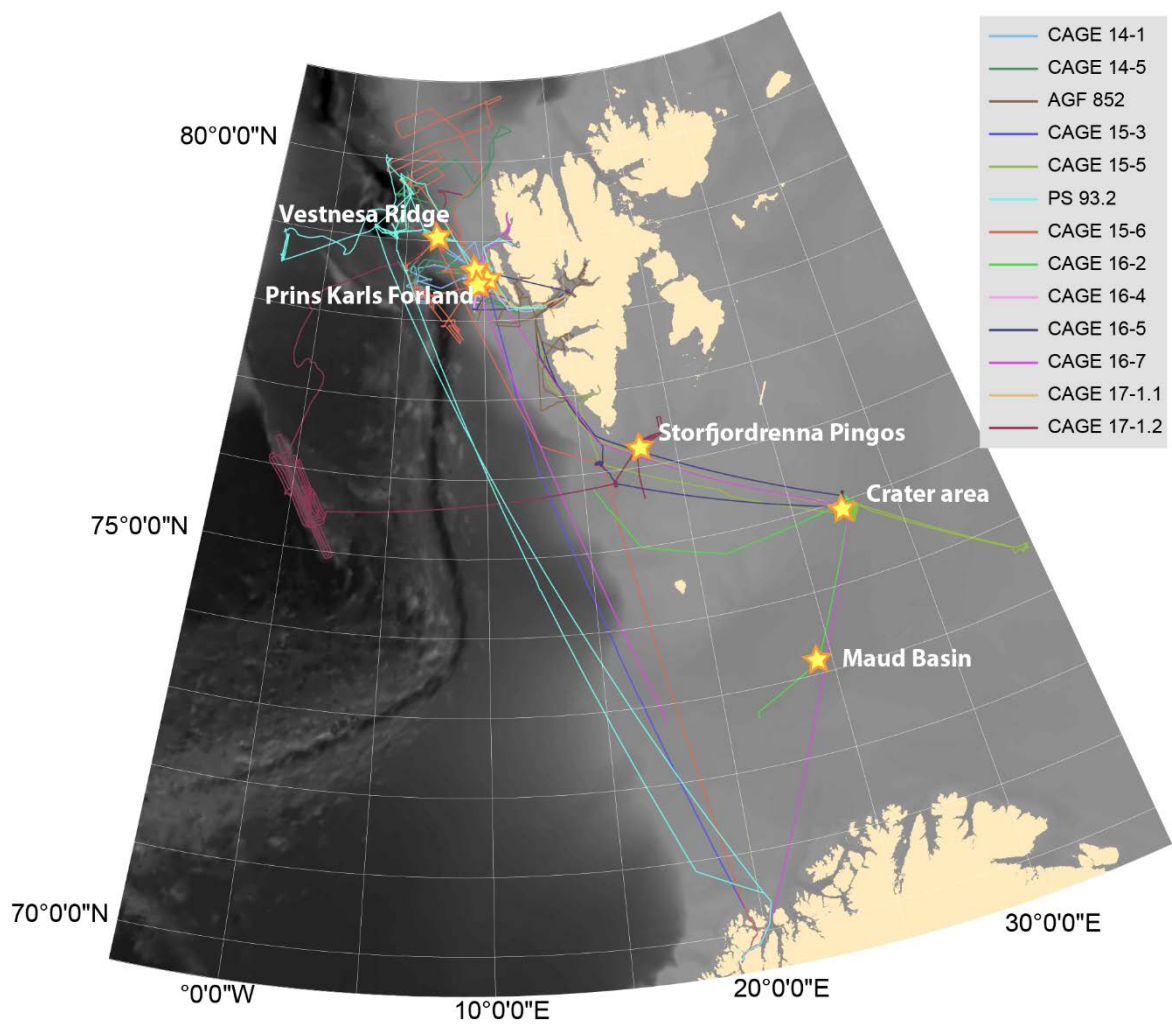 CAGE 14-1
CAGE 14-5
AGF 852
CAGE 15-3
CAGE 15-5
PS 93.2
CAGE 15-6
CAGE 16-2
CAGE 16-4
CAGE 16-5
CAGE 16-7
CAGE 17-1.1
CAGE 17-1.2
80°0'0"N
Vestnesa Ridge
Prins Karls Forland
Storfjordrenna Pingos
Crater area
75°0'0"N
Maud Basin
70°0'0"N
30°0'0"E
20°0'0"E
°0'0"W
10°0'0"E